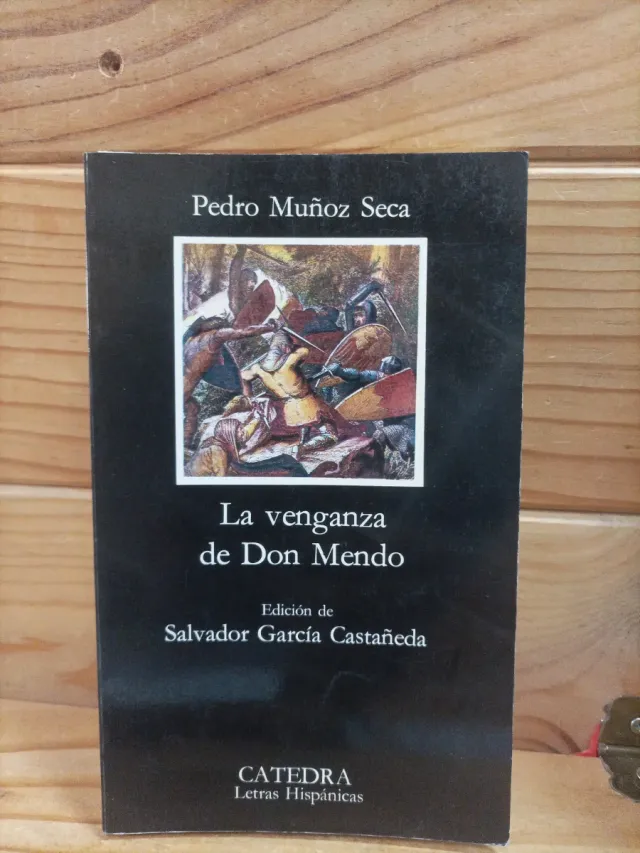 Pedro Muñoz Seca
La venganza
de Don Mendo
Edición de
Salvador García Castañeda
CATEDRA
Letras Hispánicas